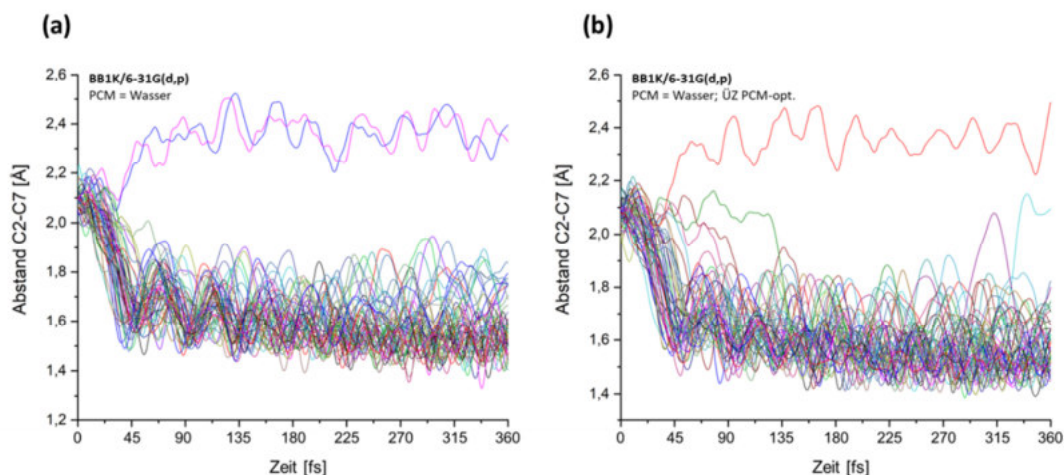 (a)
BB1K/6-31G(d,p)
PCM = Wasser
Abstand C2-C7 [Å]
2,6
2,4
2,2
2,0
1,8
1,6
1,4
1,2
0 45 90 135 180 225 270 315 360
Zeit [fs]
(b)
BB1K/6-31G(d,p)
PCM = Wasser; ÜZ PCM-opt.
Abstand C2-C7 [Å]
2,6
2,4
2,2
2,0
1,8
1,6
1,4
0 45 90 135 180 225 270 315 360
Zeit [fs]